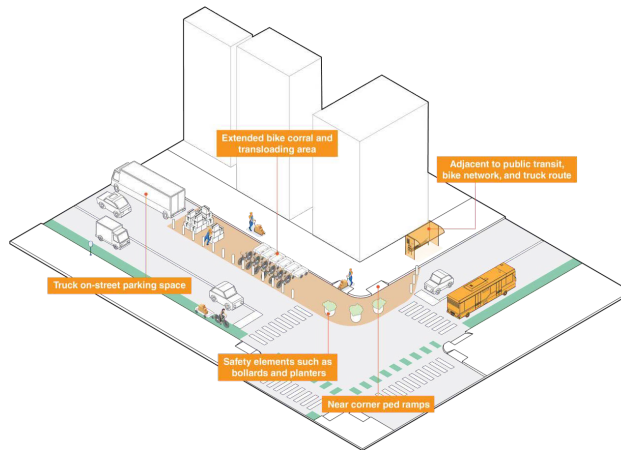 Extended bike corral and
transloading area
Adjacent to public transit,
bike network, and truck route
Truck on-street parking space
Safety elements such as
bollards and planters
Near corner ped ramps